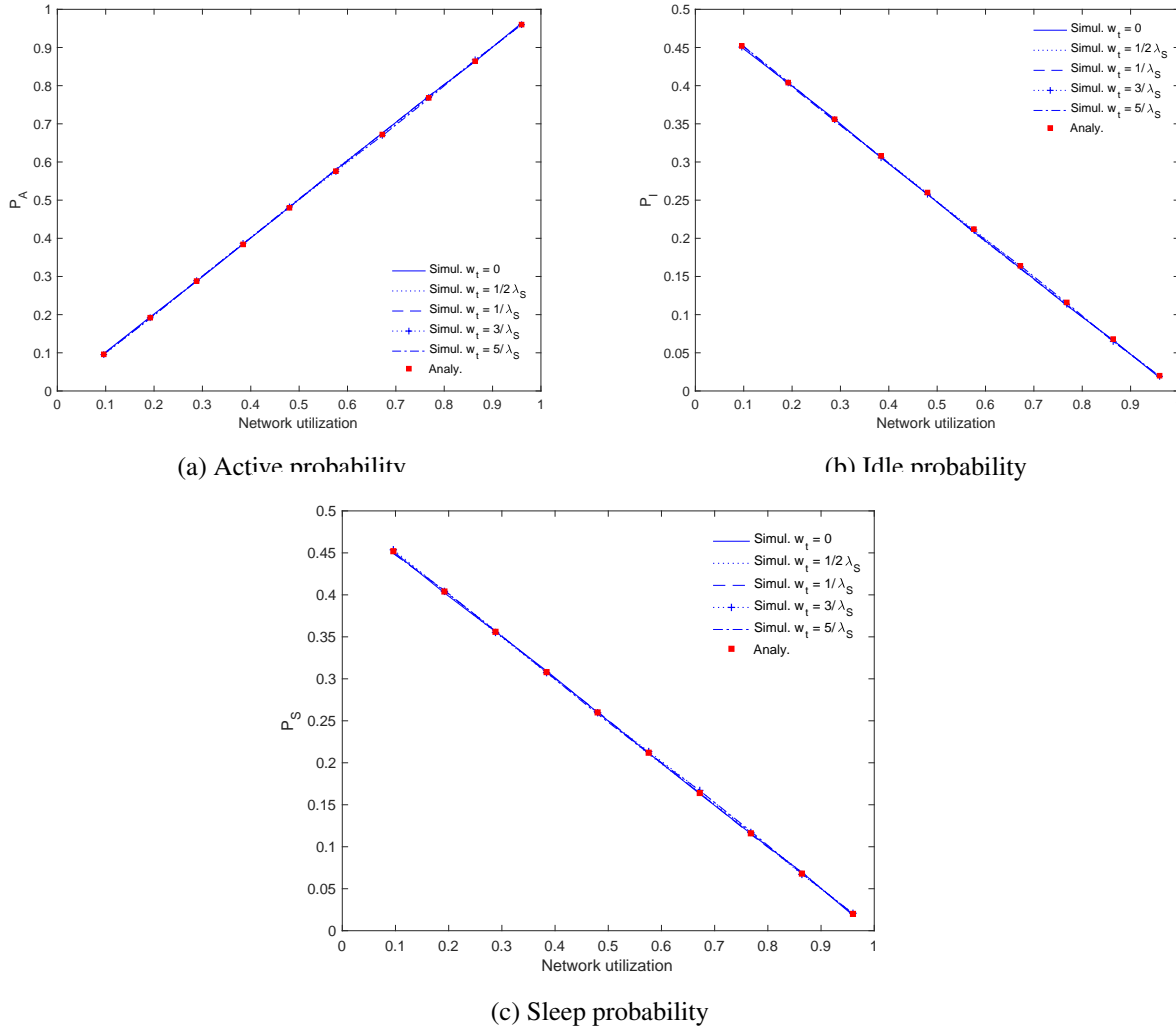 1
0.9
0.8
0.7
0.6
0.5
0.4
0.3
0.2
0.1
0
P_A
0 0.1 0.2 0.3 0.4 0.5 0.6 0.7 0.8 0.9 1
Network utilization
Simul. w_t = 0
Simul. w_t = 1/2 λ_S
Simul. w_t = 1/λ_S
Simul. w_t = 3/λ_S
Simul. w_t = 5/λ_S
Analy.
(a) Active probability
0.5
0.45
0.4
0.35
0.3
0.25
0.2
0.15
0.1
0.05
0
P_I
0 0.1 0.2 0.3 0.4 0.5 0.6 0.7 0.8 0.9
Network utilization
Simul. w_t = 0
Simul. w_t = 1/2 λ_S
Simul. w_t = 1/λ_S
Simul. w_t = 3/λ_S
Simul. w_t = 5/λ_S
Analy.
(b) Idle probability
0.5
0.45
0.4
0.35
0.3
0.25
0.2
0.15
0.1
0.05
0
P_S
0 0.1 0.2 0.3 0.4 0.5 0.6 0.7 0.8 0.9 1
Network utilization
Simul. w_t = 0
Simul. w_t = 1/2 λ_S
Simul. w_t = 1/λ_S
Simul. w_t = 3/λ_S
Simul. w_t = 5/λ_S
Analy.
(c) Sleep probability